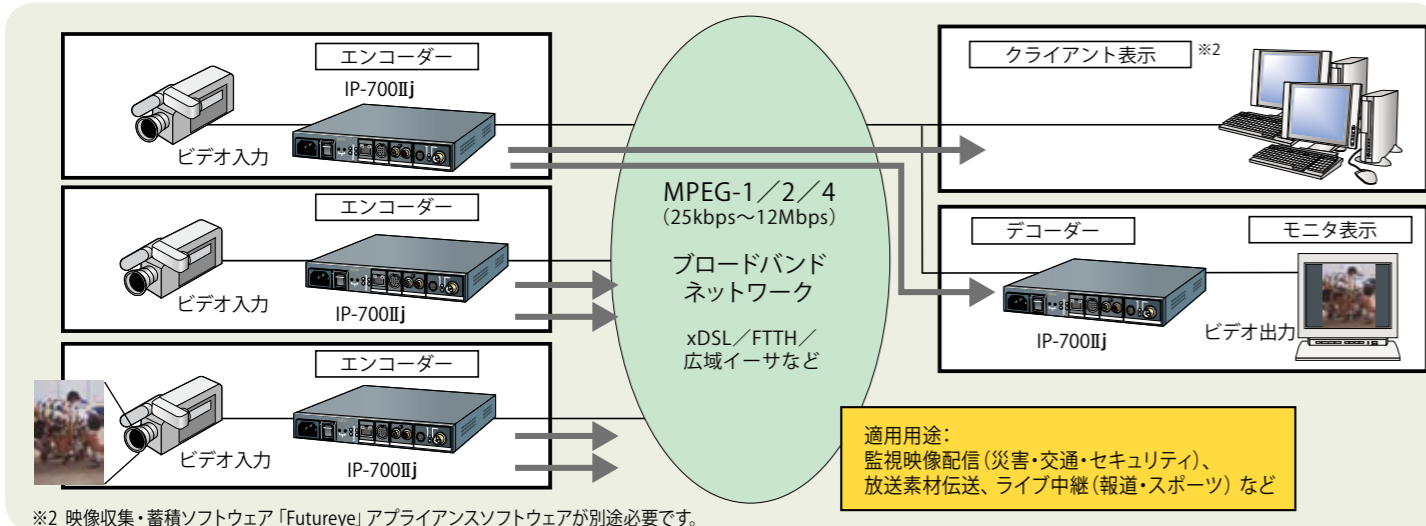 エンコーダー
IP-700Ⅱj
ビデオ入力
エンコーダー
ビデオ入力
IP-700Ⅱj
エンコーダー
ビデオ入力
IP-700Ⅱj
MPEG-1／2／4
（25kbps～12Mbps）
ブロードバンド
ネットワーク
xDSL／FTTH／
広域イーサなど
クライアント表示 ※2
デコーダー
モニタ表示
IP-700Ⅱj
ビデオ出力
適用用途：
監視映像配信（災害・交通・セキュリティ）、
放送素材伝送、ライブ中継（報道・スポーツ）など
※2 映像収集・蓄積ソフトウェア「Futureye」アプライアンスソフトウェアが別途必要です。